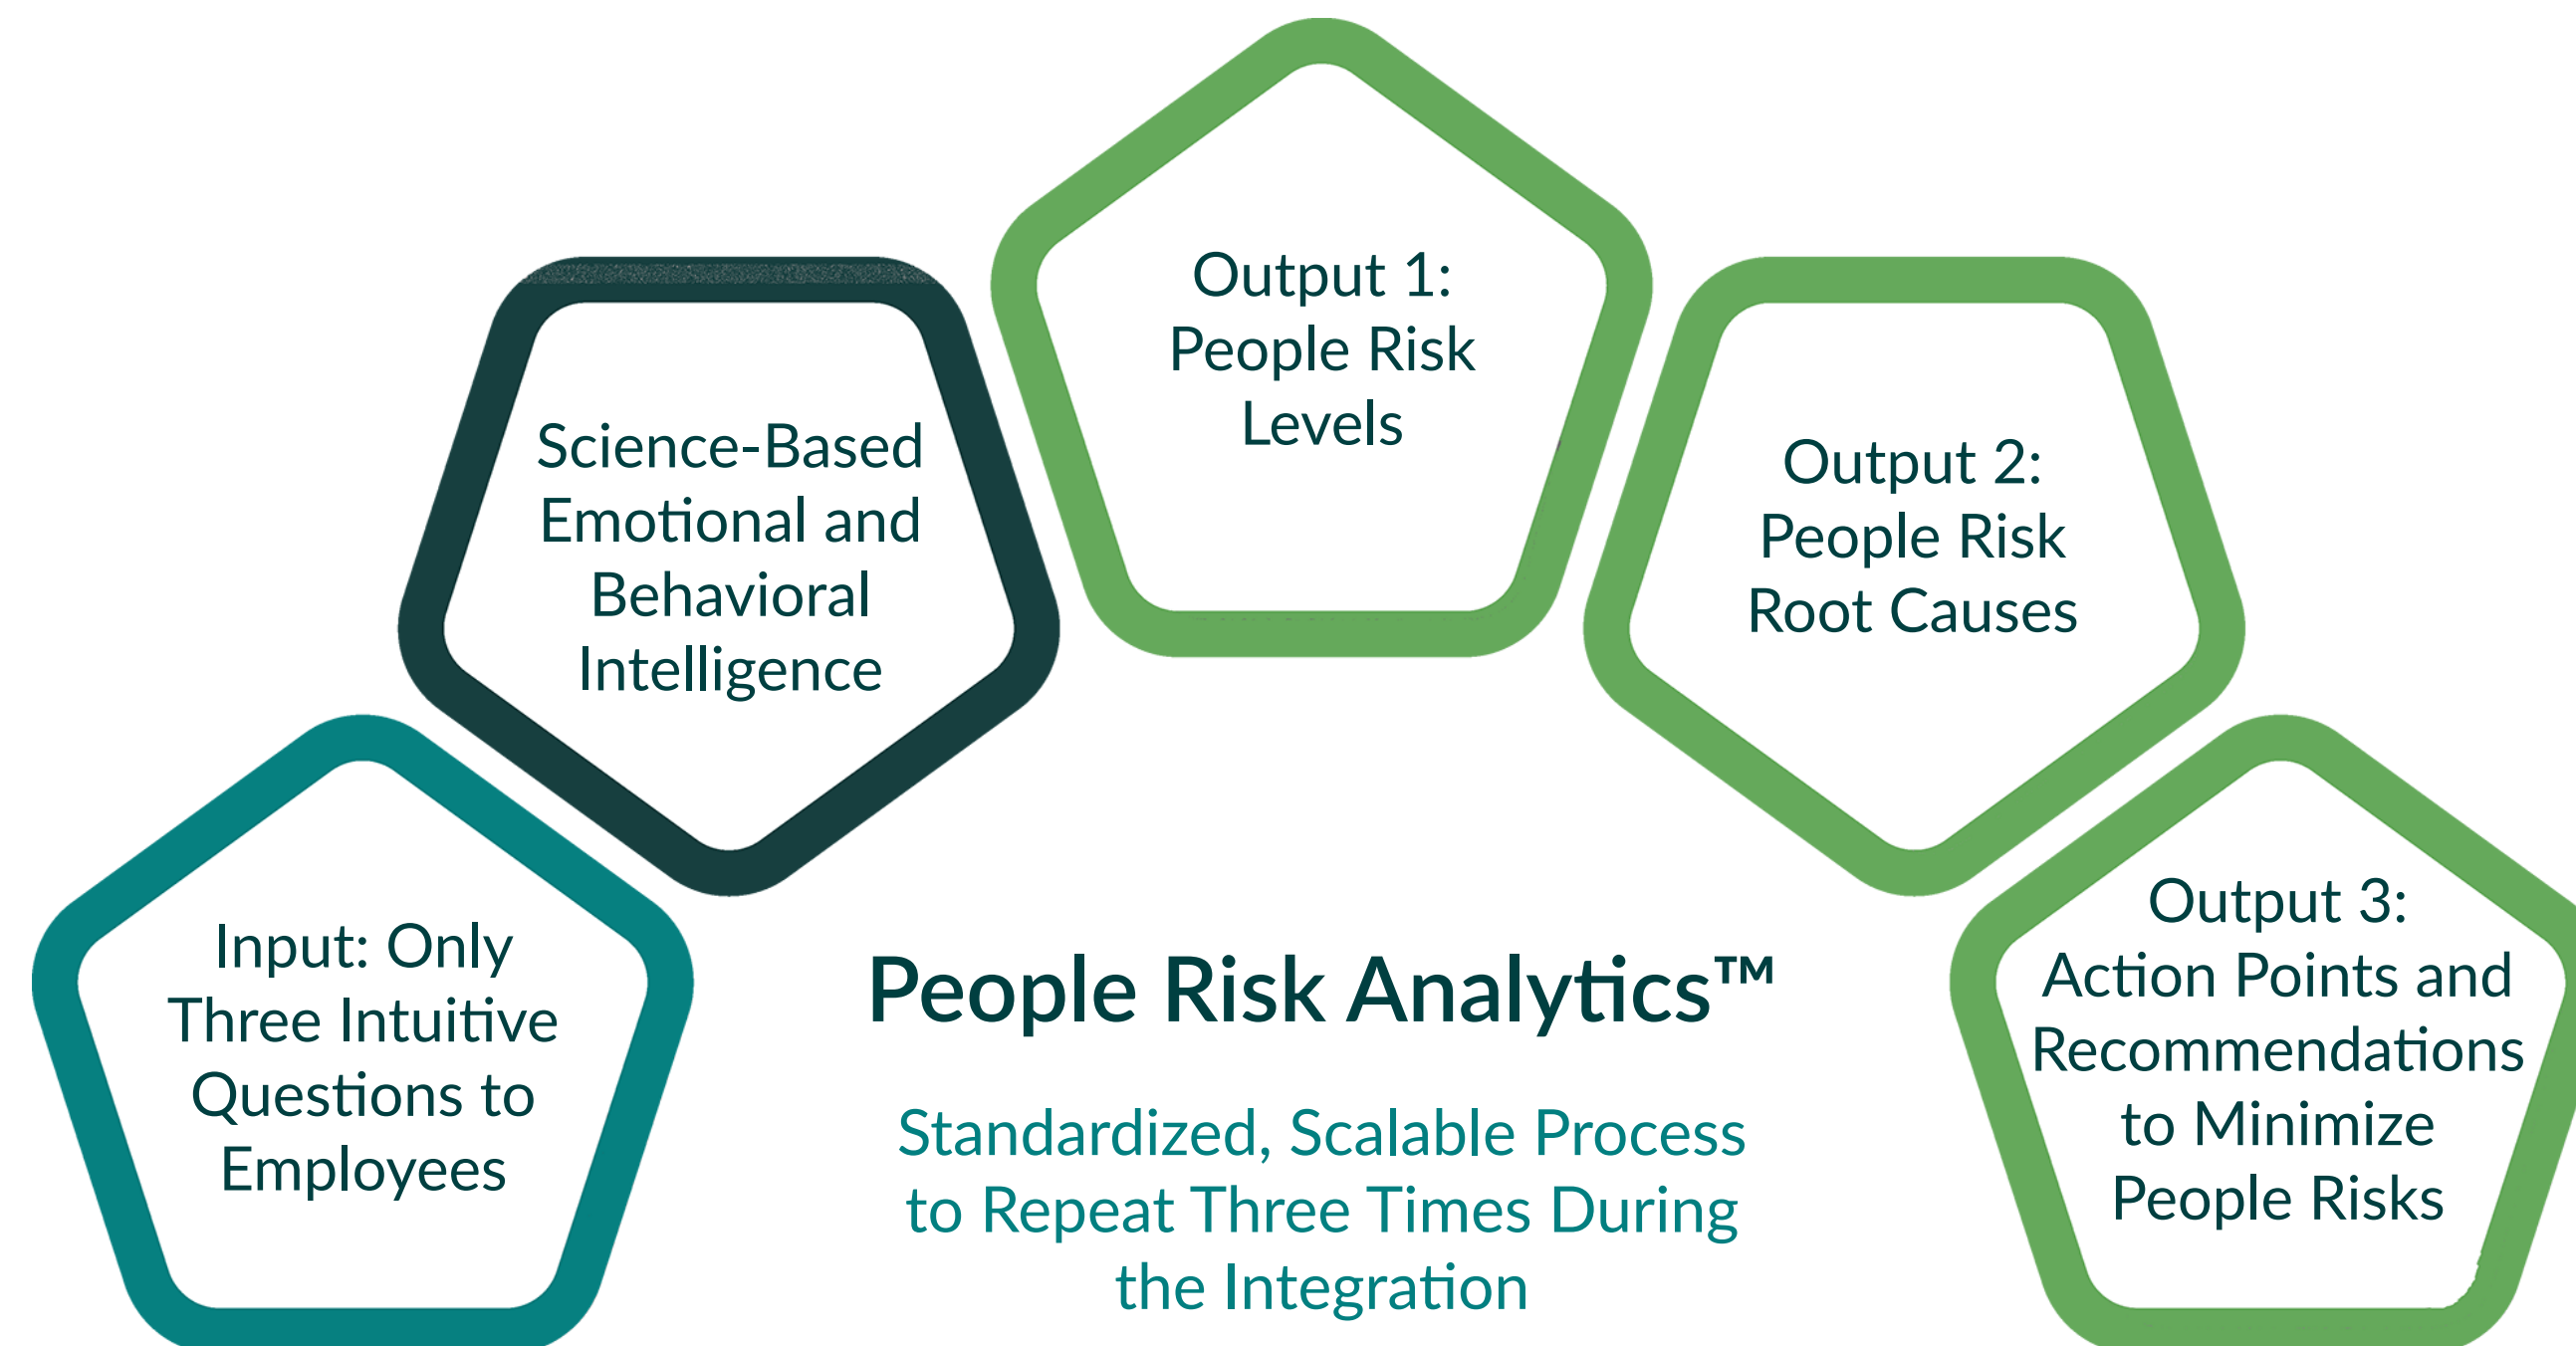 Input: Only
Three Intuitive
Questions to
Employees
Science-Based
Emotional and
Behavioral
Intelligence
Output 1:
People Risk
Levels
Output 2:
People Risk
Root Causes
Output 3:
Action Points and
Recommendations
to Minimize
People Risks
People Risk Analytics™
Standardized, Scalable Process
to Repeat Three Times During
the Integration